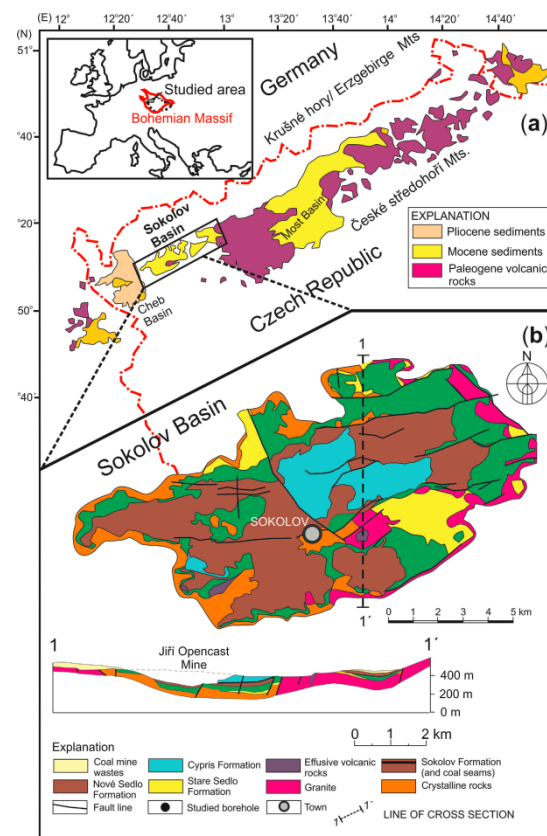 (E) 12° 12°20' 12°40' 13° 13°20' 13°40' 14° 14°20' 14°40'
(N)
51°
°40'
°20'
50°
°40'
Studied area
Bohemian Massif
Germany
Krušné hory/ Erzgebirge Mts
(a)
České středohoří Mts.
Most Basin
Sokolov
Basin
Cheb
Basin
Czech Republic
EXPLANATION
Pliocene sediments
Mocene sediments
Paleogene volcanic
rocks
(b)
Sokolov Basin
1
N
SOKOLOV
1´
0 1 2 3 4 5 km
1
Jiří Opencast
Mine
1´
400 m
200 m
0 m
0 1 2 km
Explanation
Coal mine
wastes
Cypris Formation
Effusive volcanic
rocks
Sokolov Formation
(and coal seams)
Nové Sedlo
Formation
Stare Sedlo
Formation
Granite
Crystalline rocks
Fault line
Studied borehole
Town
1 1´
LINE OF CROSS SECTION